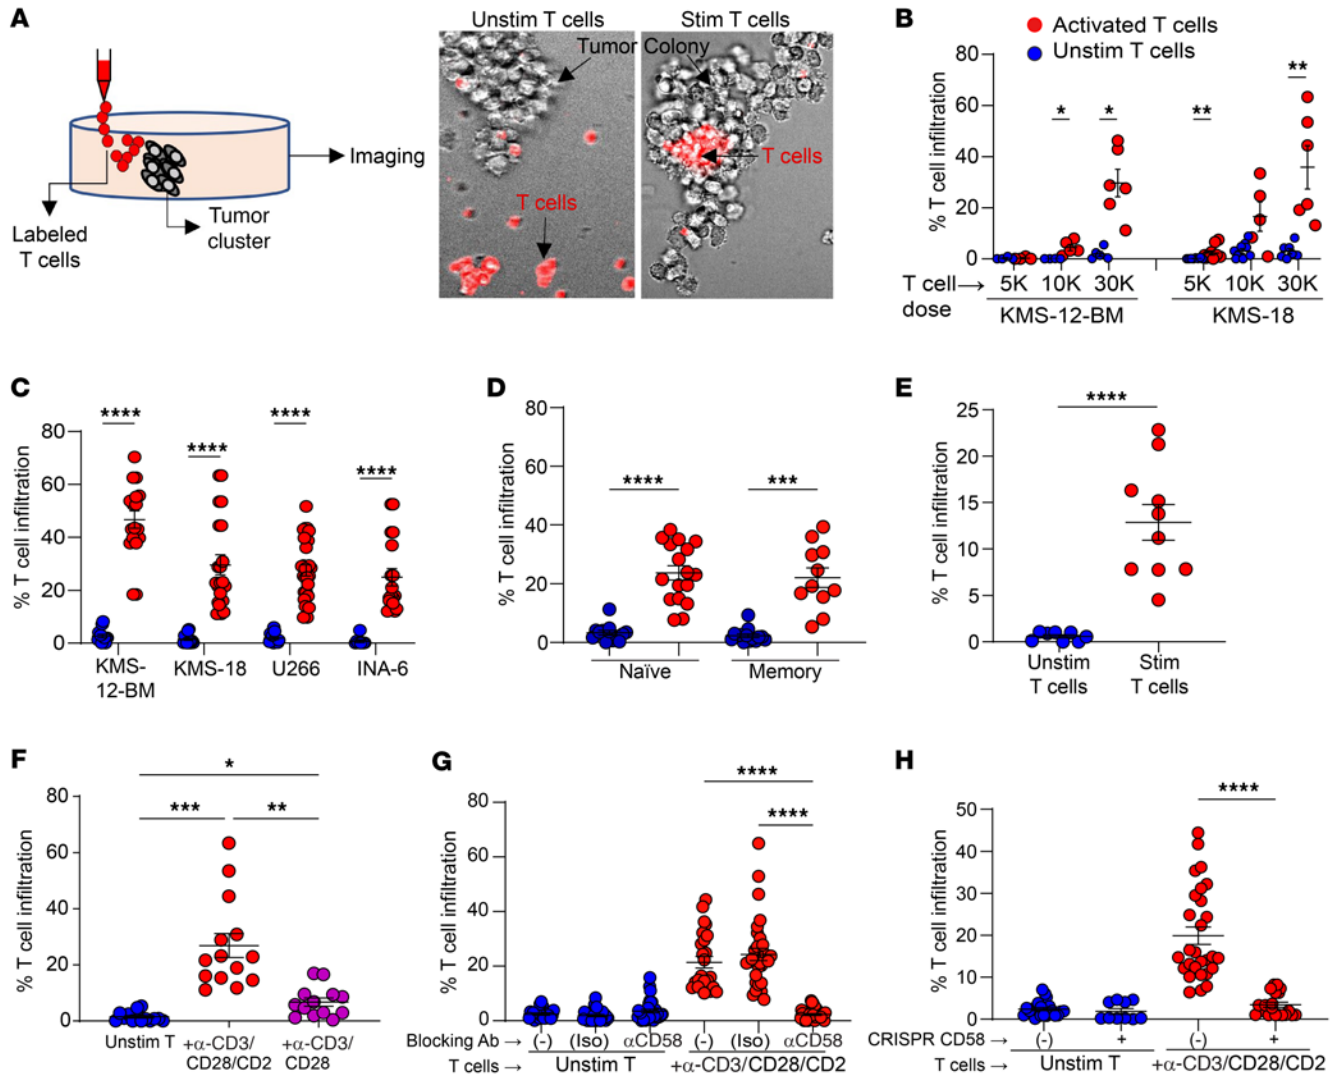 A
Unstim T cells
Stim T cells
Tumor Colony
T cells
T cells
Imaging
Labeled
T cells
Tumor
cluster
B
Activated T cells
Unstim T cells
% T cell infiltration
80
60
40
20
0
* * ** **
T cell→
dose
5K 10K 30K 5K 10K 30K
KMS-12-BM KMS-18
C
% T cell infiltration
80
60
40
20
0
**** **** **** ****
KMS-
12-BM
KMS-18 U266 INA-6
D
% T cell infiltration
80
60
40
20
0
**** ***
Naïve Memory
E
% T cell infiltration
25
20
15
10
5
0
****
Unstim
T cells
Stim
T cells
F
% T cell infiltration
80
60
40
20
0
*
*** **
Unstim T
+α-CD3/
CD28/CD2
+α-CD3/
CD28
G
% T cell infiltration
80
60
40
20
0
****
****
Blocking Ab → (-) (Iso) αCD58 (-) (Iso) αCD58
T cells → Unstim T +α-CD3/CD28/CD2
H
% T cell infiltration
50
40
30
20
10
0
****
CRISPR CD58→ (-) + (-) +
T cells → Unstim T +α-CD3/CD28/CD2